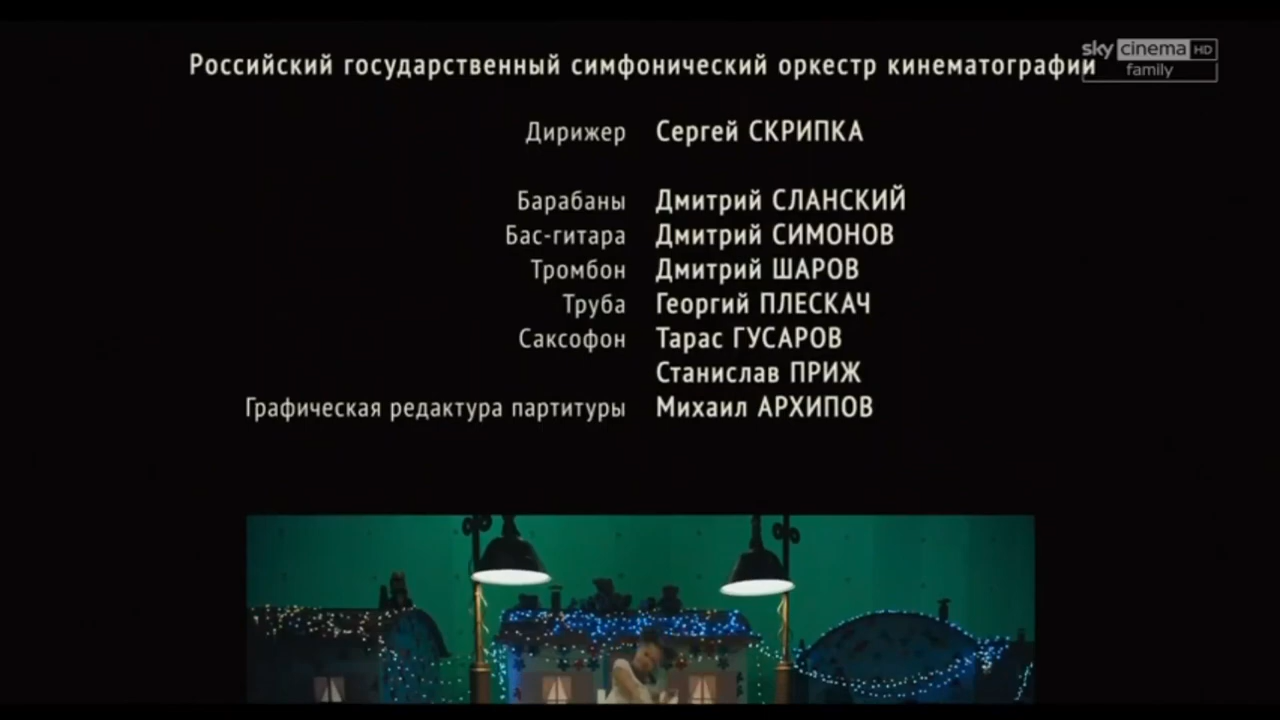 Российский государственный симфонический оркестр кинематографии
sky cinema HD
family
Дирижер Сергей СКРИПКА
Барабаны Дмитрий СЛАНСКИЙ
Бас-гитара Дмитрий СИМОНОВ
Тромбон Дмитрий ШАРОВ
Труба Георгий ПЛЕСКАЧ
Саксофон Тарас ГУСАРОВ
Станислав ПРИЖ
Графическая редактура партитуры Михаил АРХИПОВ